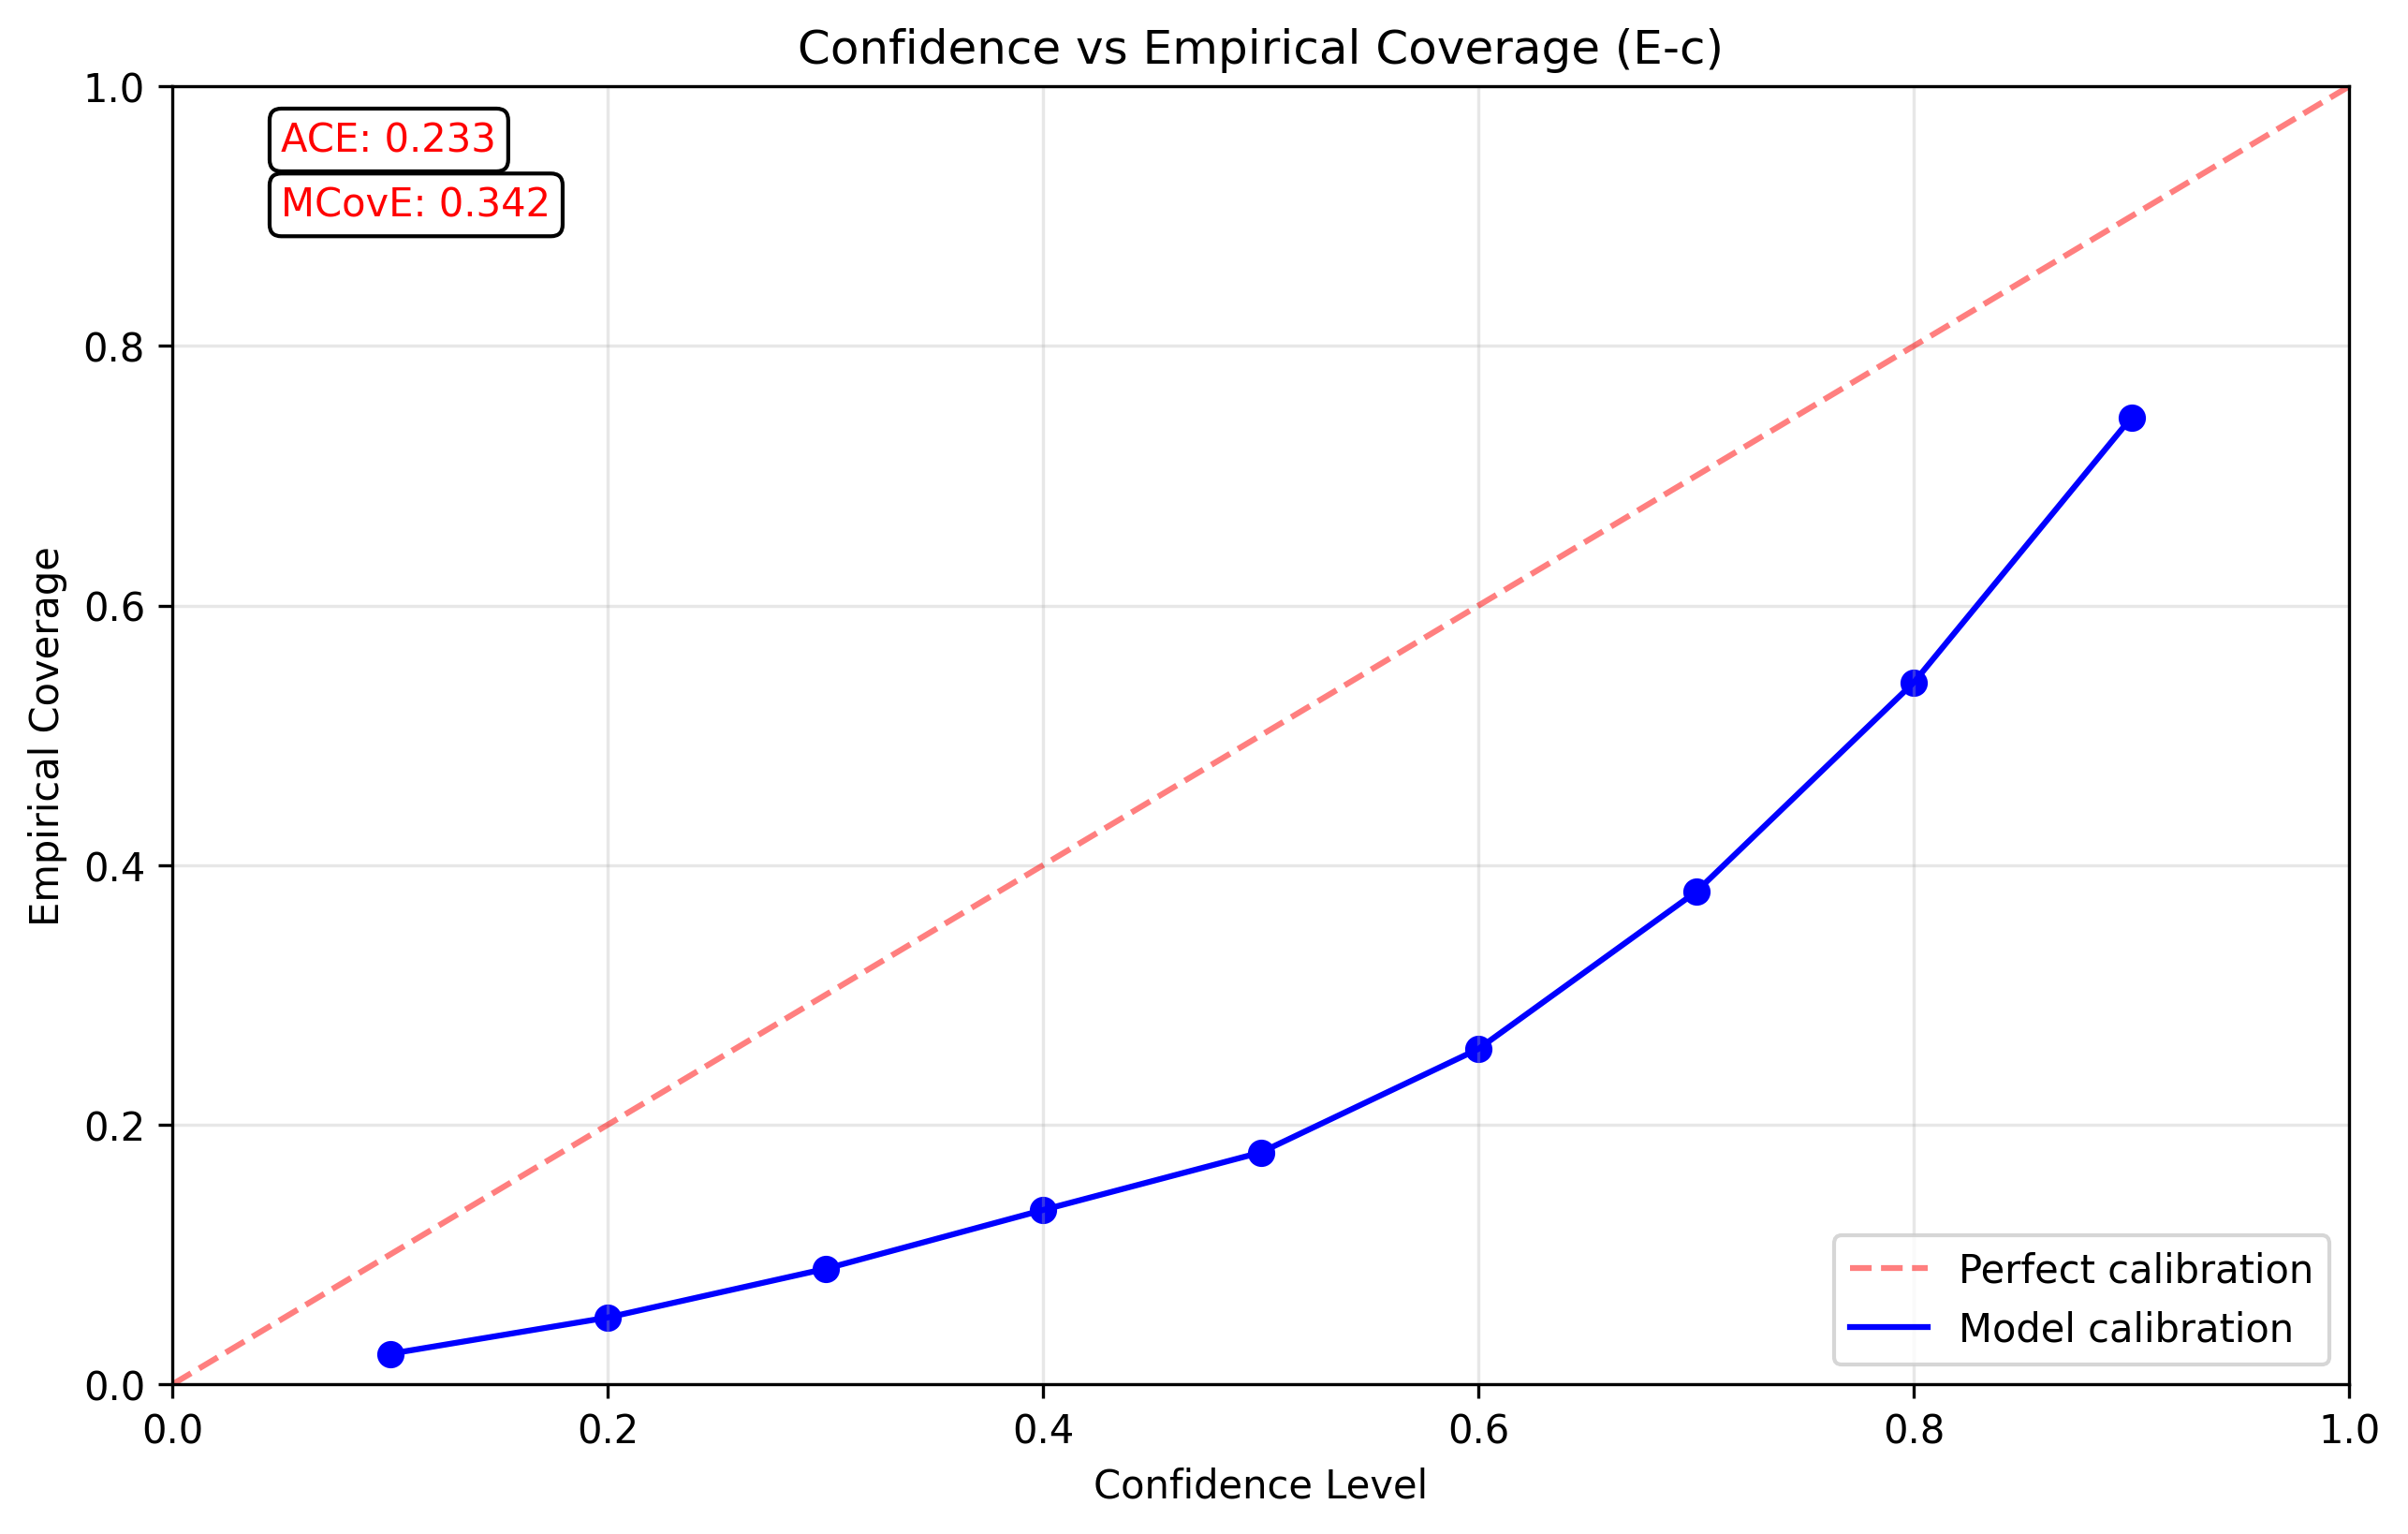 Confidence vs Empirical Coverage (E-c)
ACE: 0.233
MCovE: 0.342
Empirical Coverage
1.0
0.8
0.6
0.4
0.2
0.0
0.0 0.2 0.4 0.6 0.8 1.0
Confidence Level
Perfect calibration
Model calibration